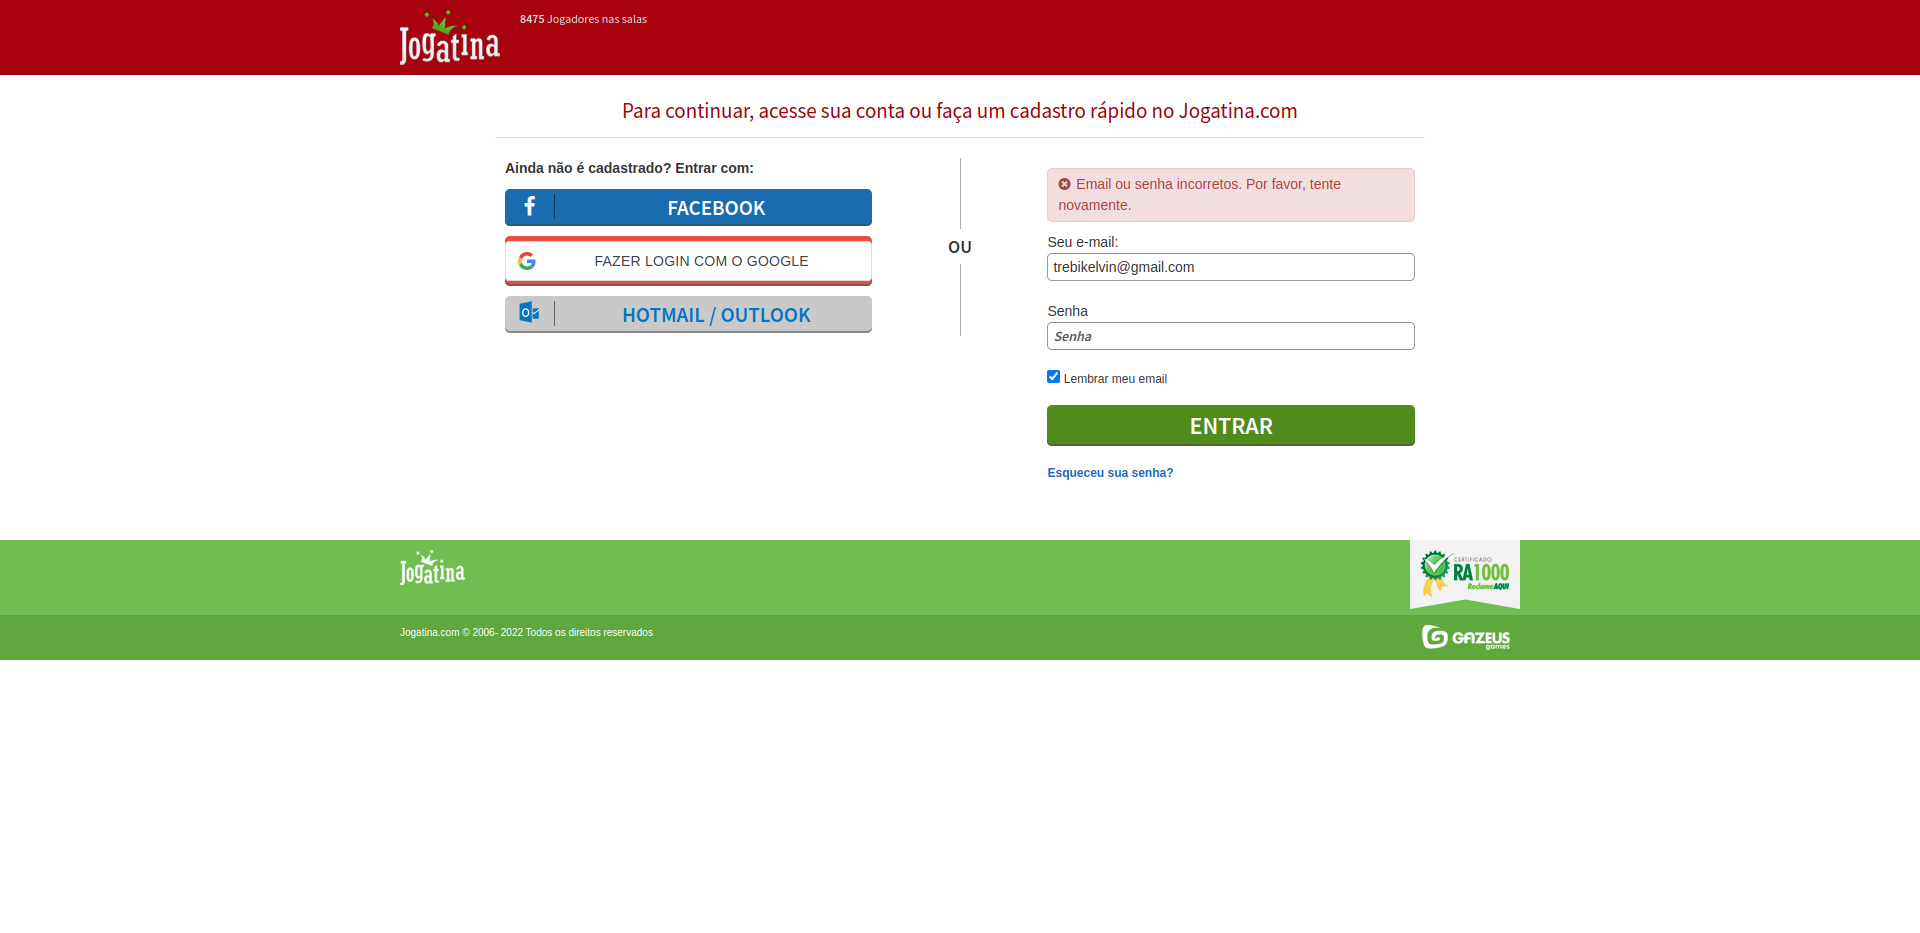 Jogatina
8475 Jogadores nas salas
Para continuar, acesse sua conta ou faça um cadastro rápido no Jogatina.com
Ainda não é cadastrado? Entrar com:
FACEBOOK
FAZER LOGIN COM O GOOGLE
HOTMAIL / OUTLOOK
OU
Email ou senha incorretos. Por favor, tente
novamente.
Seu e-mail:
trebikelvin@gmail.com
Senha
Senha
Lembrar meu email
ENTRAR
Esqueceu sua senha?
Jogatina
CERTIFICADO
RA1000
ReclameAQUI
Jogatina.com © 2006- 2022 Todos os direitos reservados
GAZEUS
games